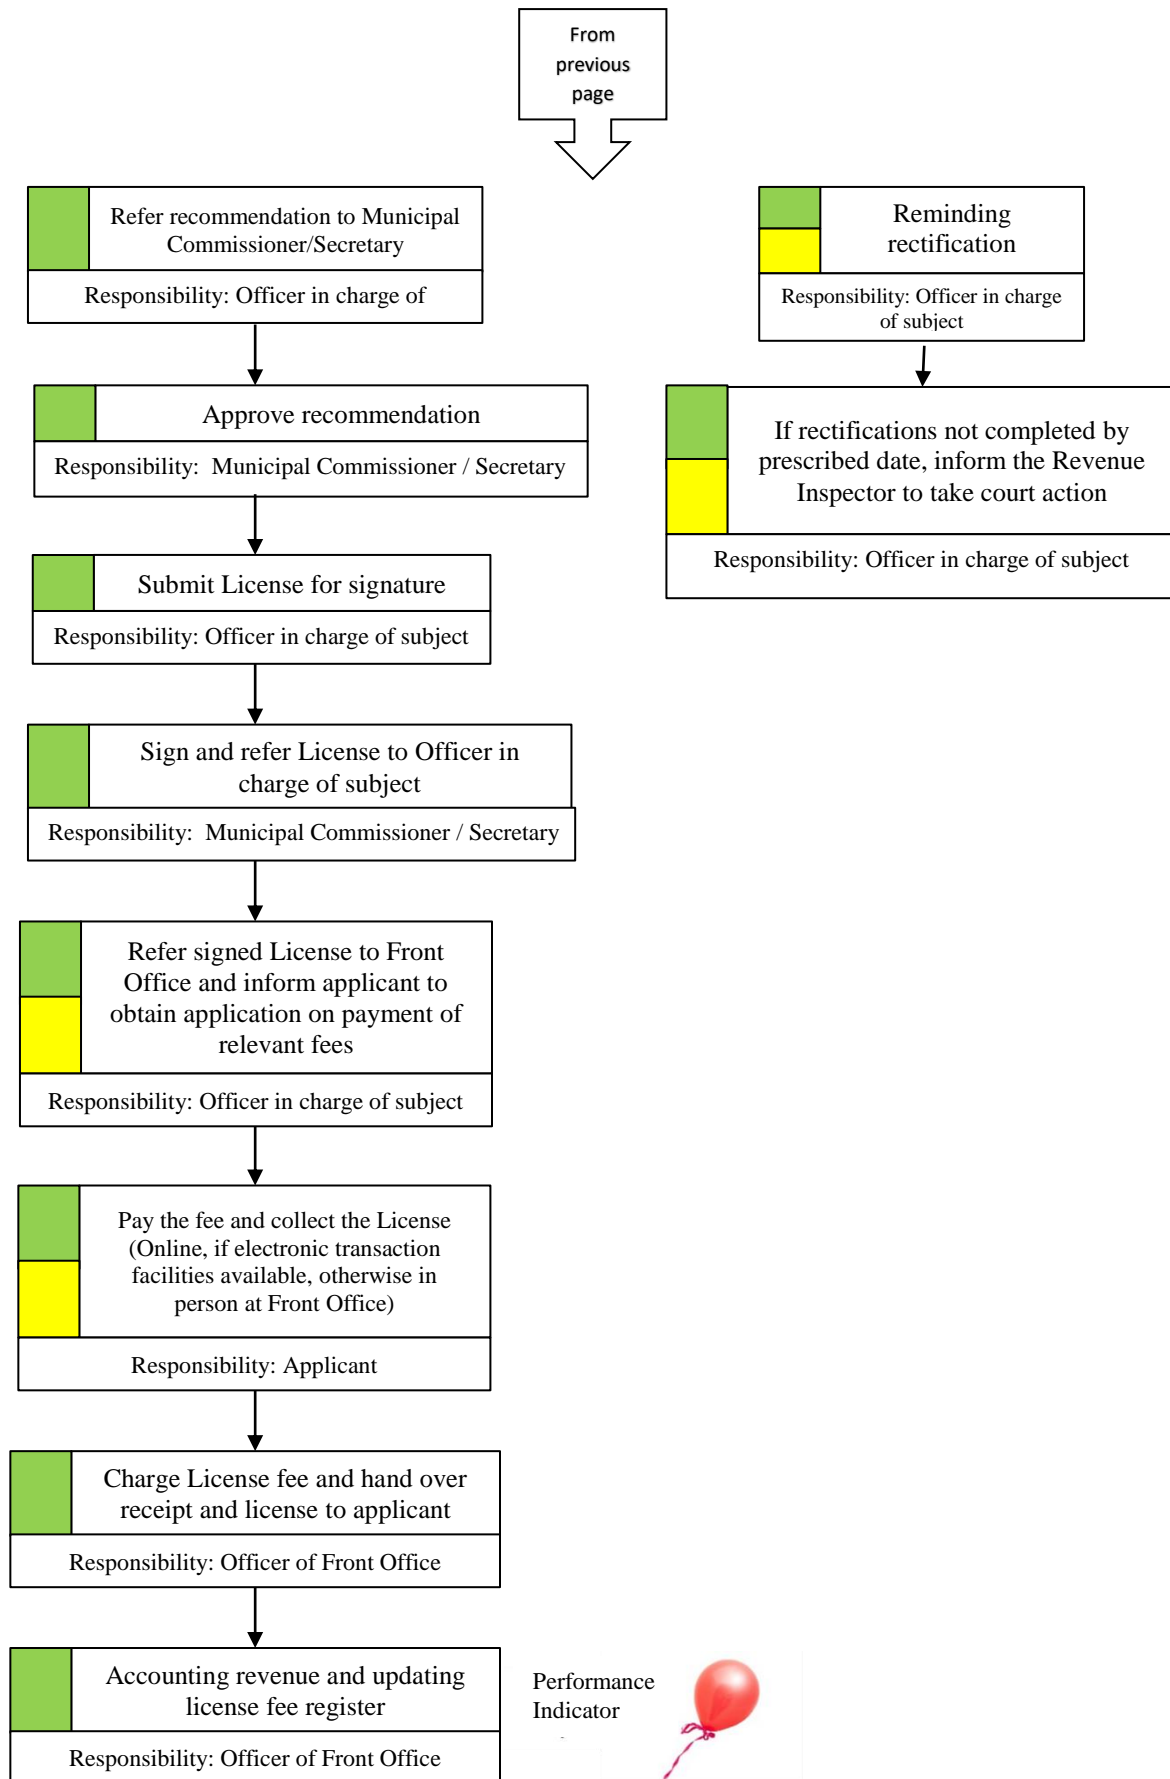 From
previous
page
Refer recommendation to Municipal
Commissioner/Secretary
Responsibility: Officer in charge of
Approve recommendation
Responsibility:  Municipal Commissioner / Secretary
Submit License for signature
Responsibility: Officer in charge of subject
Sign and refer License to Officer in
charge of subject
Responsibility:  Municipal Commissioner / Secretary
Refer signed License to Front
Office and inform applicant to
obtain application on payment of
relevant fees
Responsibility: Officer in charge of subject
Pay the fee and collect the License
(Online, if electronic transaction
facilities available, otherwise in
person at Front Office)
Responsibility: Applicant
Charge License fee and hand over
receipt and license to applicant
Responsibility: Officer of Front Office
Accounting revenue and updating
license fee register
Responsibility: Officer of Front Office
Reminding
rectification
Responsibility: Officer in charge
of subject
If rectifications not completed by
prescribed date, inform the Revenue
Inspector to take court action
Responsibility: Officer in charge of subject
Performance
Indicator